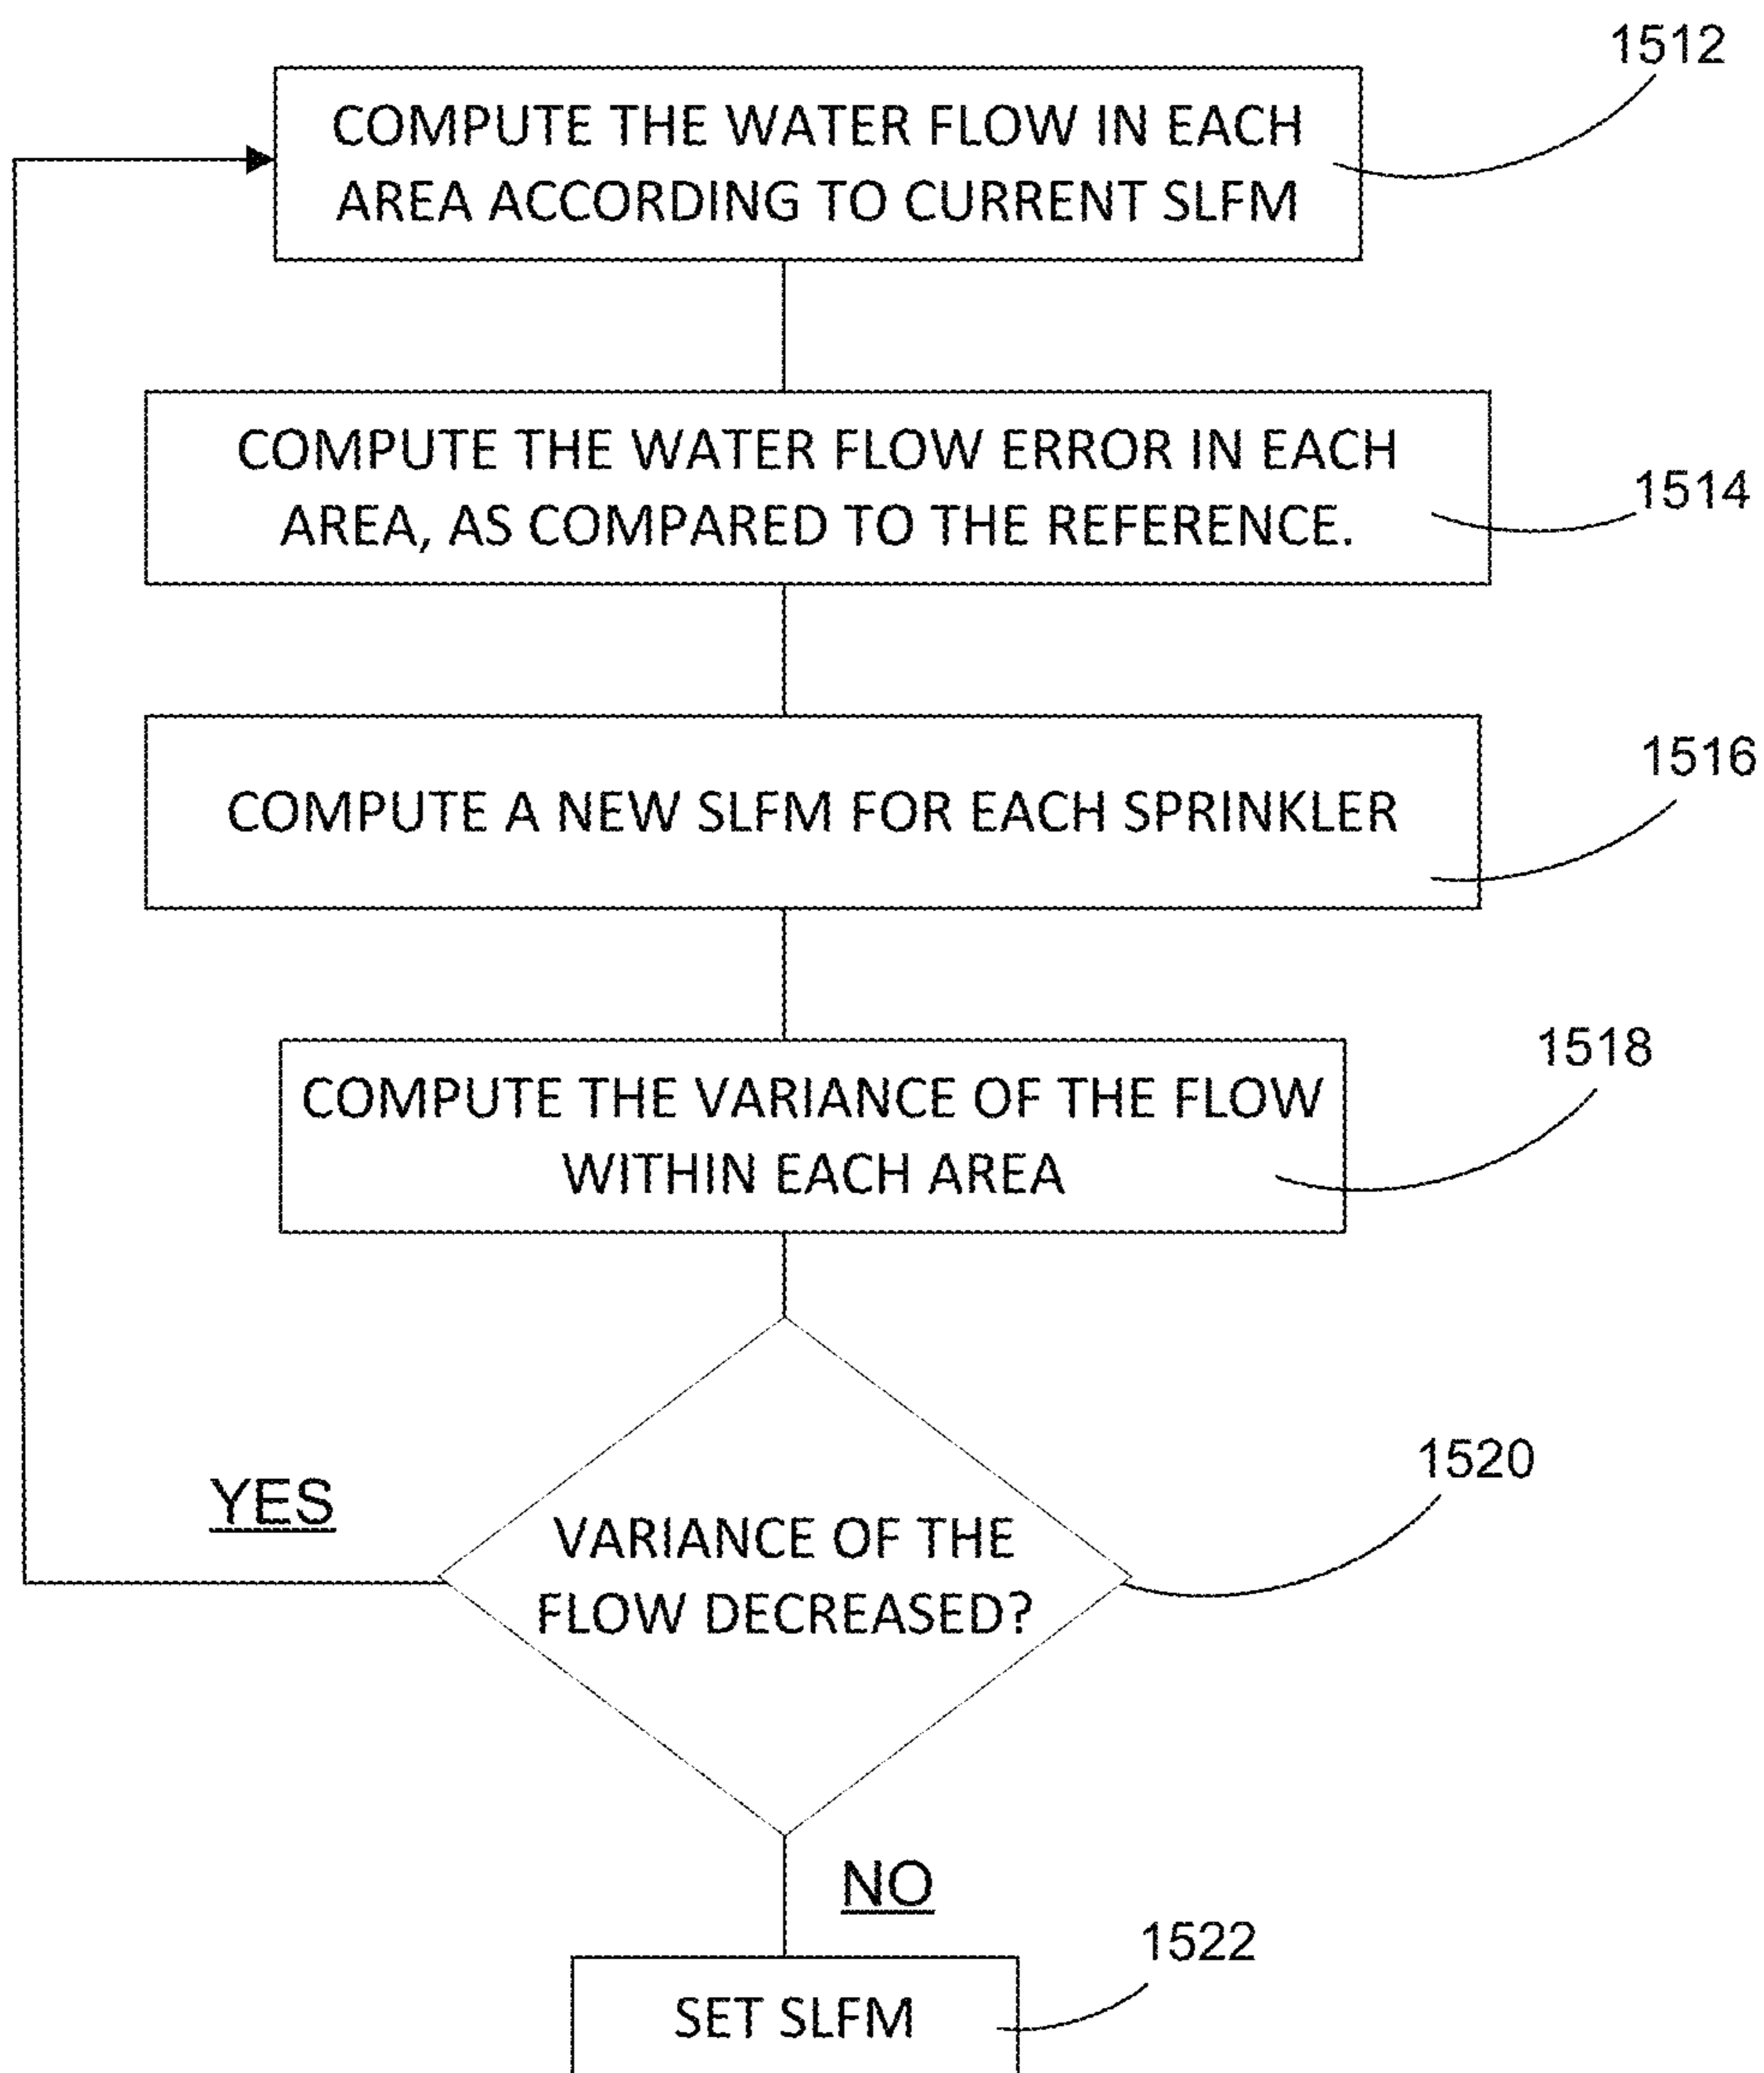 1512
COMPUTE THE WATER FLOW IN EACH
AREA ACCORDING TO CURRENT SLFM
COMPUTE THE WATER FLOW ERROR IN EACH
AREA, AS COMPARED TO THE REFERENCE.
1514
COMPUTE A NEW SLFM FOR EACH SPRINKLER
1516
COMPUTE THE VARIANCE OF THE FLOW
WITHIN EACH AREA
1518
VARIANCE OF THE
FLOW DECREASED?
1520
YES
NO
SET SLFM
1522